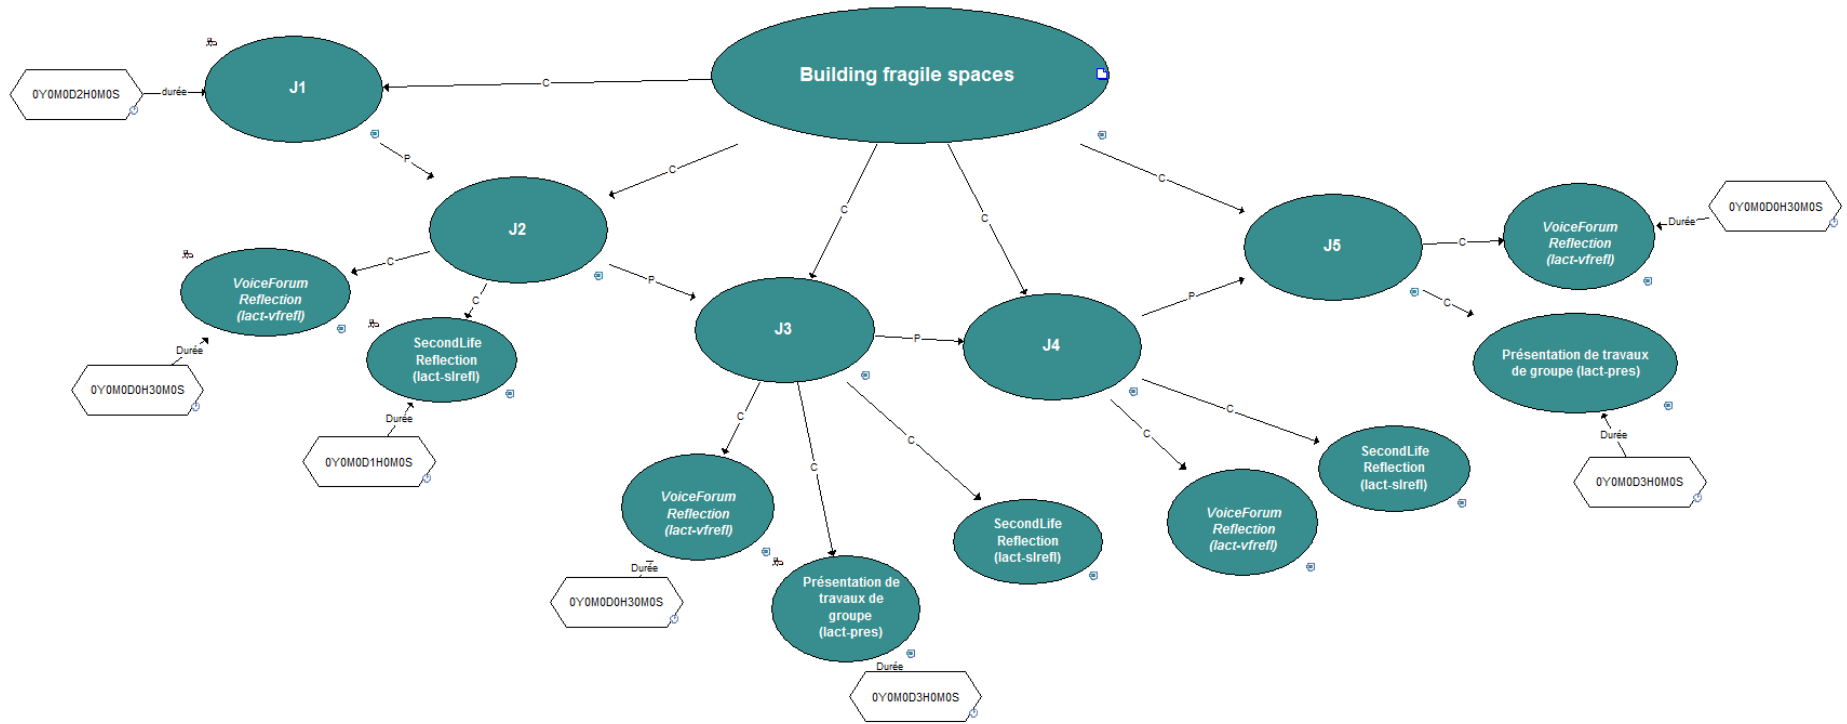 Building fragile spaces
C
J1
durée
0Y0M0D2H0M0S
P
C
J2
C
VoiceForum
Reflection
(lact-vfrefl)
Durée
0Y0M0D0H30M0S
C
SecondLife
Reflection
(lact-slrefl)
Durée
0Y0M0D1H0M0S
P
C
J3
C
VoiceForum
Reflection
(lact-vfrefl)
Durée
0Y0M0D0H30M0S
C
Présentation de
travaux de
groupe
(lact-pres)
Durée
0Y0M0D3H0M0S
C
SecondLife
Reflection
(lact-slrefl)
P
C
J4
C
VoiceForum
Reflection
(lact-vfrefl)
C
SecondLife
Reflection
(lact-slrefl)
P
C
J5
C
VoiceForum
Reflection
(lact-vfrefl)
Durée
0Y0M0D0H30M0S
C
Présentation de travaux
de groupe (lact-pres)
Durée
0Y0M0D3H0M0S